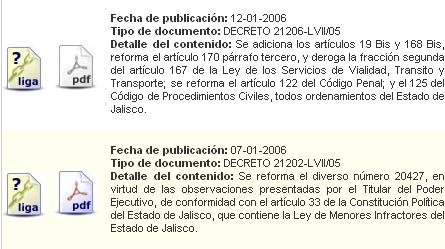 Fecha de publicación: 12-01-2006
Tipo de documento: DECRETO 21206-LVII/05
Detalle del contenido: Se adiciona los artículos 19 Bis y 168 Bis,
reforma el artículo 170 párrafo tercero, y deroga la fracción segunda
del artículo 167 de la Ley de los Servicios de Vialidad, Transito y
Transporte; se reforma el artículo 122 del Código Penal; y el 125 del
Código de Procedimientos Civiles, todos ordenamientos del Estado de
Jalisco.
? liga
pdf
Fecha de publicación: 07-01-2006
Tipo de documento: DECRETO 21202-LVII/05
Detalle del contenido: Se reforma el diverso número 20427, en
virtud de las observaciones presentadas por el Titular del Poder
Ejecutivo, de conformidad con el artículo 33 de la Constitución Política
del Estado de Jalisco, que contiene la Ley de Menores Infractores del
Estado de Jalisco.
? liga
pdf